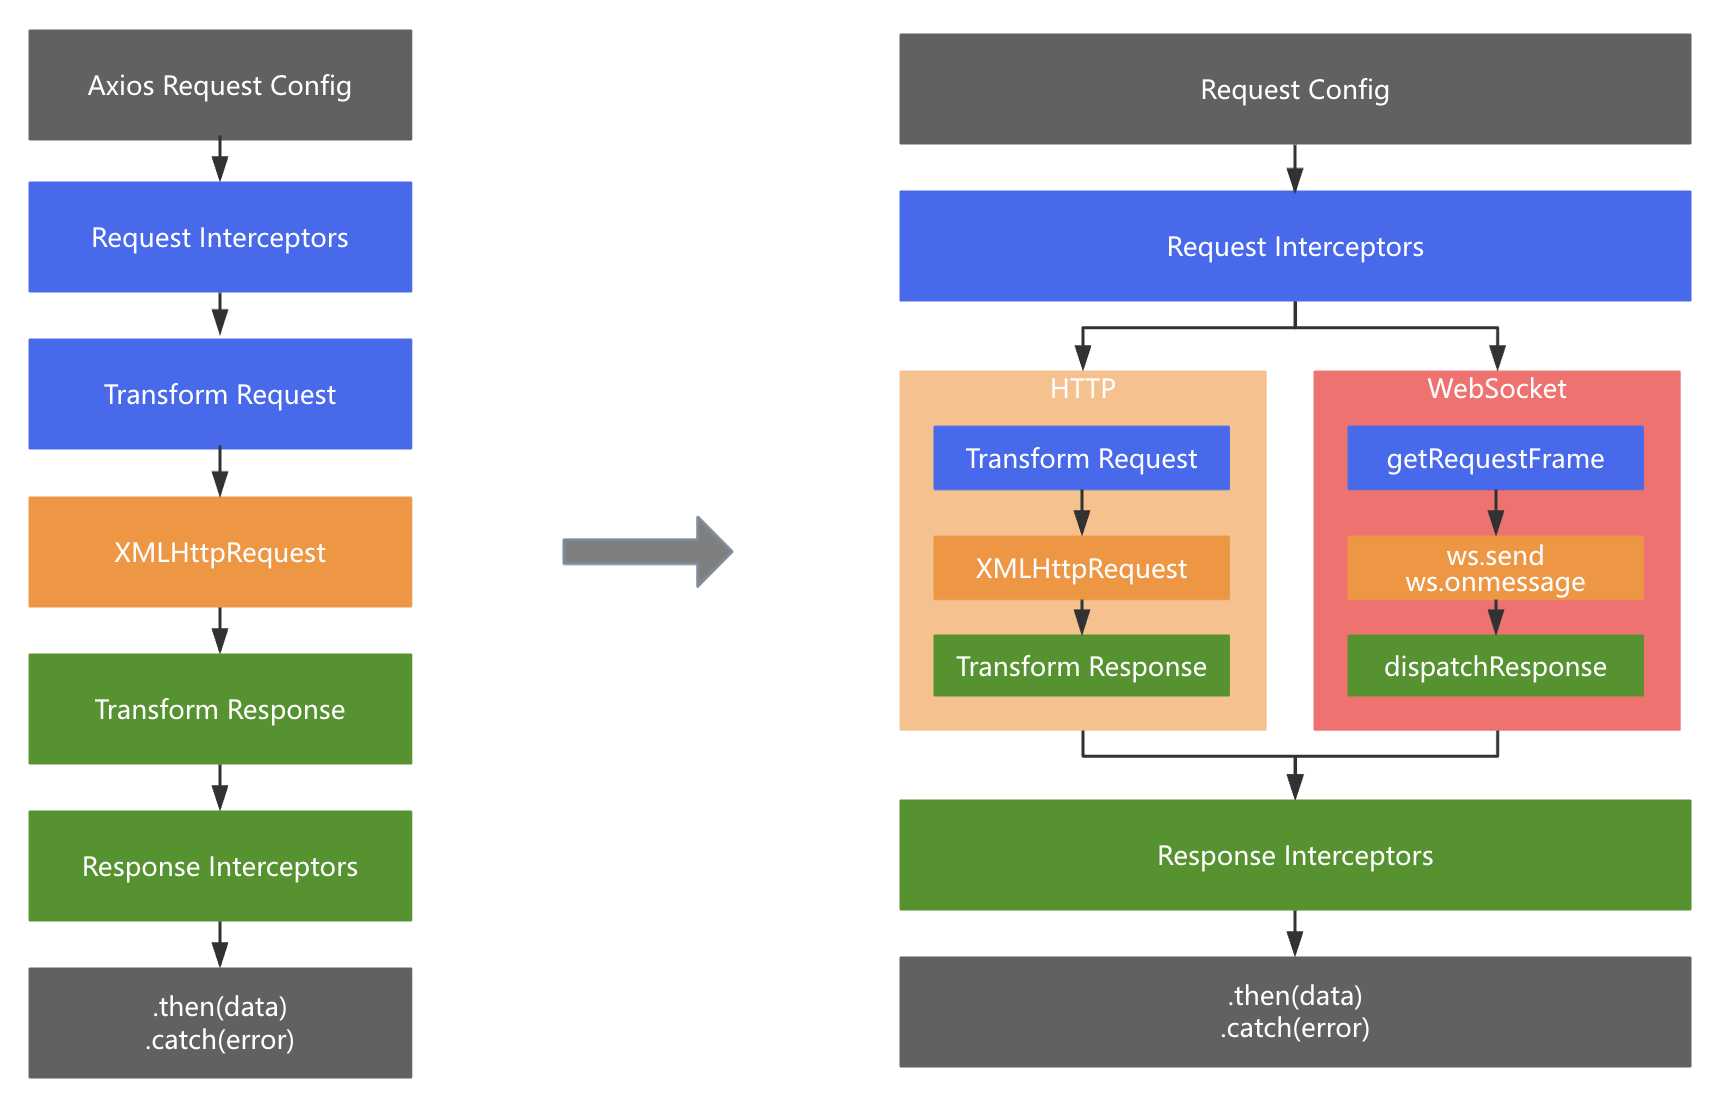 Axios Request Config
Request Interceptors
Transform Request
XMLHttpRequest
Transform Response
Response Interceptors
.then(data)
.catch(error)
Request Config
Request Interceptors
HTTP
Transform Request
XMLHttpRequest
Transform Response
WebSocket
getRequestFrame
ws.send
ws.onmessage
dispatchResponse
Response Interceptors
.then(data)
.catch(error)